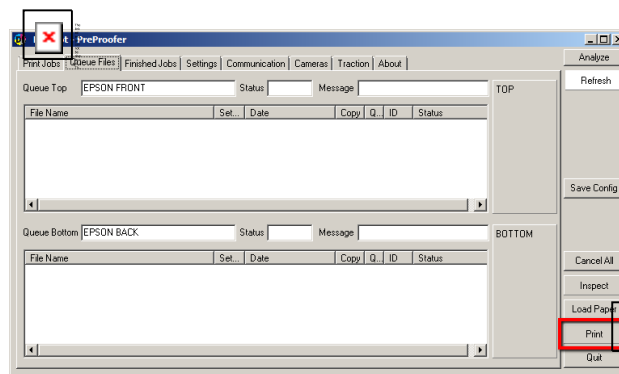 PreProofer
Print Jobs Queue Files Finished Jobs Settings Communication Cameras Traction About
Analyze
Refresh
Queue Top EPSON FRONT Status Message TOP
File Name Set... Date Copy Q... ID Status
Save Config
Queue Bottom EPSON BACK Status Message BOTTOM
File Name Set... Date Copy Q... ID Status
Cancel All
Inspect
Load Paper
Print
Quit